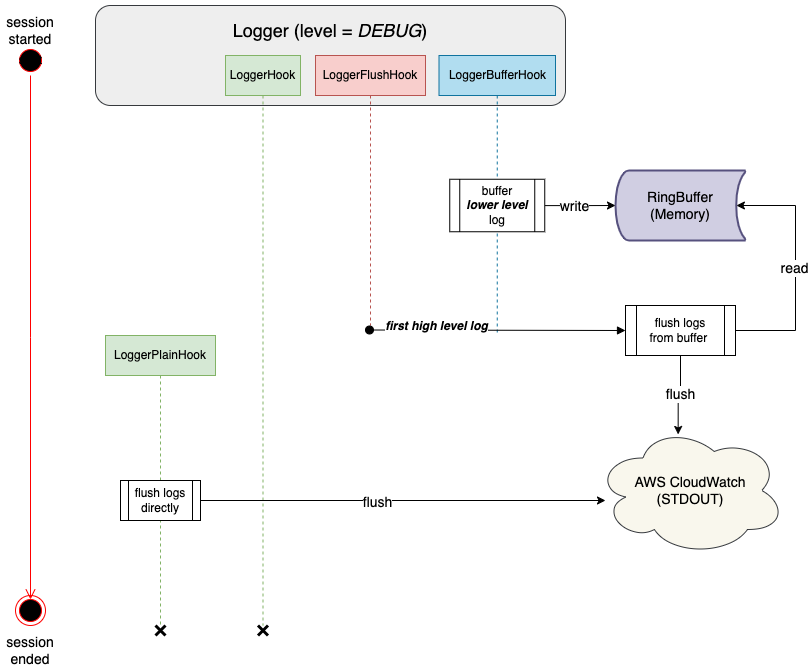 session
started
Logger (level = DEBUG)
LoggerHook
LoggerFlushHook
LoggerBufferHook
buffer
lower level
log
write
RingBuffer
(Memory)
read
first high level log
flush logs
from buffer
LoggerPlainHook
flush
AWS CloudWatch
(STDOUT)
flush logs
directly
flush
session
ended